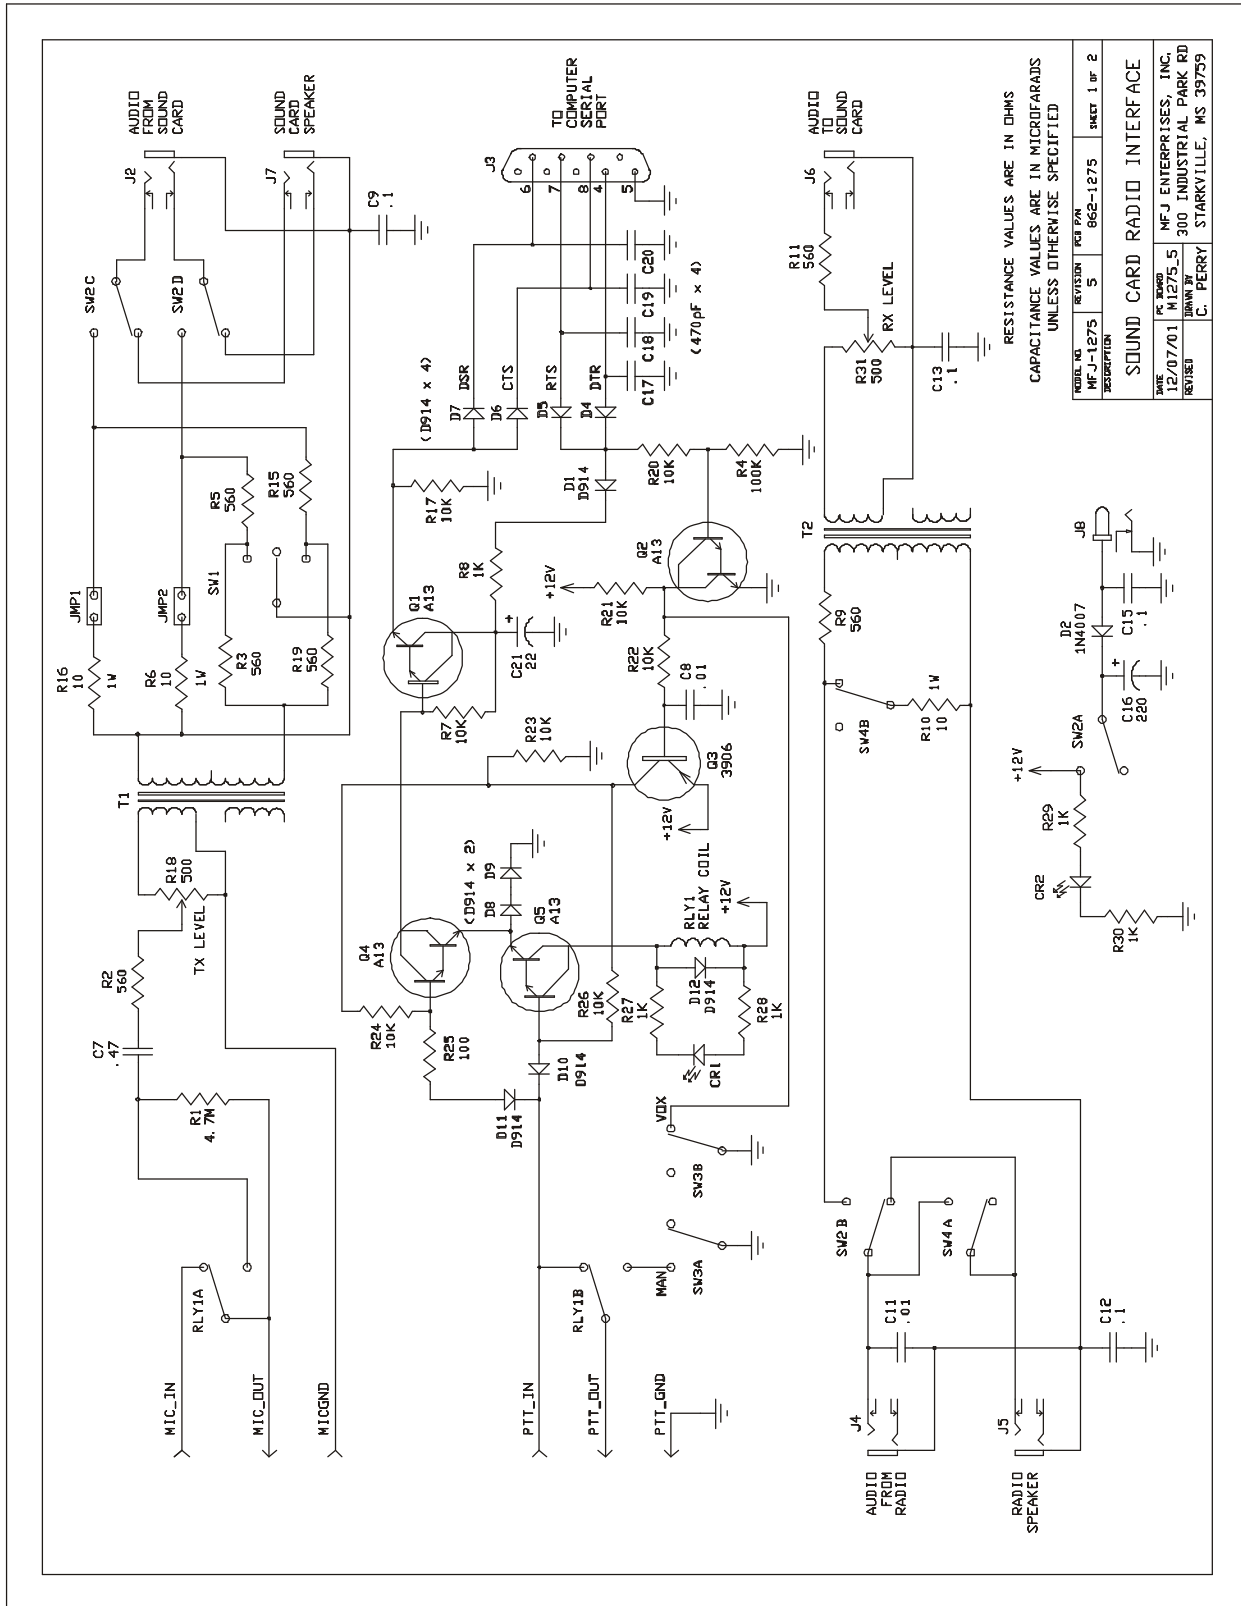 AUDIO
FROM
SOUND
CARD
J2
SOUND
CARD
SPEAKER
J7
C9
.1
SW2C
SW2D
R5
560
R15
560
SW1
JMP1
JMP2
R16
10
1W
R6
10
1W
R3
560
R19
560
T1
R18
500
TX LEVEL
R2
560
C7
.47
R1
4.7M
RLY1A
MIC_IN
MIC_OUT
MICGND
TO
COMPUTER
SERIAL
PORT
J3
6
7
8
4
5
C20
C19
C18
C17
(470pF x 4)
(D914 x 4)
D7
DSR
D6
CTS
D5
RTS
D4
DTR
R17
10K
D1
D914
R20
10K
R4
100K
R8
1K
Q1
A13
+12V
R21
10K
Q2
A13
C21
+
22
R7
10K
R22
10K
C8
.01
R23
10K
Q3
3906
+12V
(D914 x 2)
D8
D9
Q4
A13
Q5
A13
RLY1
RELAY COIL
+12V
R24
10K
R25
100
R26
10K
R27
1K
D12
D914
R28
1K
CR1
D10
D914
D11
D914
VOX
SW3B
MAN
SW3A
RLY1B
PTT_IN
PTT_OUT
PTT_GND
AUDIO
TO
SOUND
CARD
J6
R11
560
RX LEVEL
R31
500
C13
.1
T2
R9
560
SW4B
R10
10
1W
SW2B
SW4A
C11
.01
C12
.1
J4
J5
AUDIO
FROM
RADIO
RADIO
SPEAKER
J8
D2
1N4007
C15
.1
+
C16
220
SW2A
+12V
R29
1K
CR2
R30
1K
RESISTANCE VALUES ARE IN OHMS
CAPACITANCE VALUES ARE IN MICROFARADS
UNLESS OTHERWISE SPECIFIED
MODEL NO
MFJ-1275
REVISION
5
PCB P/N
862-1275
SHEET 1 OF 2
DESCRIPTION
SOUND CARD RADIO INTERFACE
DATE
12/07/01
PC BOARD
M1275_5
MFJ ENTERPRISES, INC.
300 INDUSTRIAL PARK RD
STARKVILLE, MS 39759
REVISED
DRAWN BY
C. PERRY